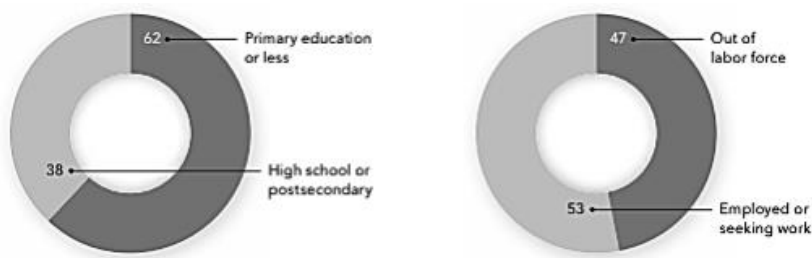 62
Primary education
or less
38
High school or
postsecondary
47
Out of
labor force
53
Employed or
seeking work